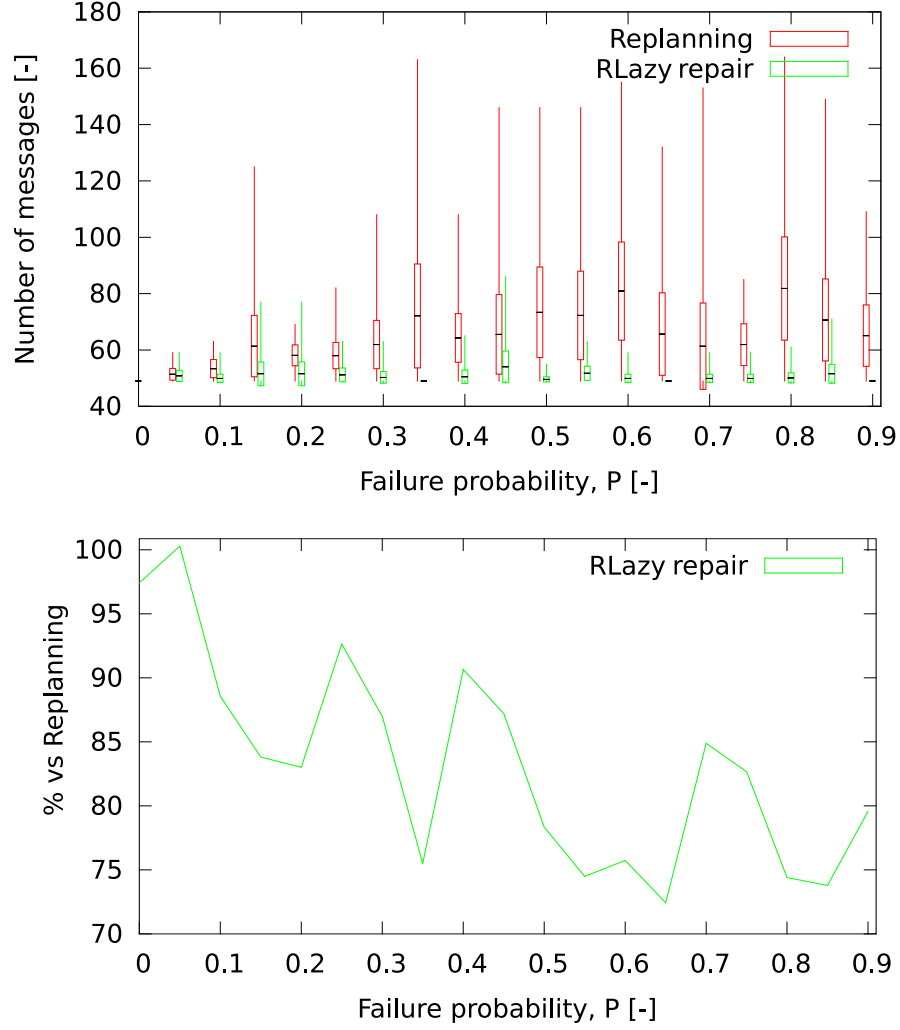 180
160
140
120
100
80
60
40
Number of messages [-]
Replanning
RLazy repair
0 0.1 0.2 0.3 0.4 0.5 0.6 0.7 0.8 0.9
Failure probability, P [-]
100
95
90
85
80
75
70
% vs Replanning
RLazy repair
0 0.1 0.2 0.3 0.4 0.5 0.6 0.7 0.8 0.9
Failure probability, P [-]